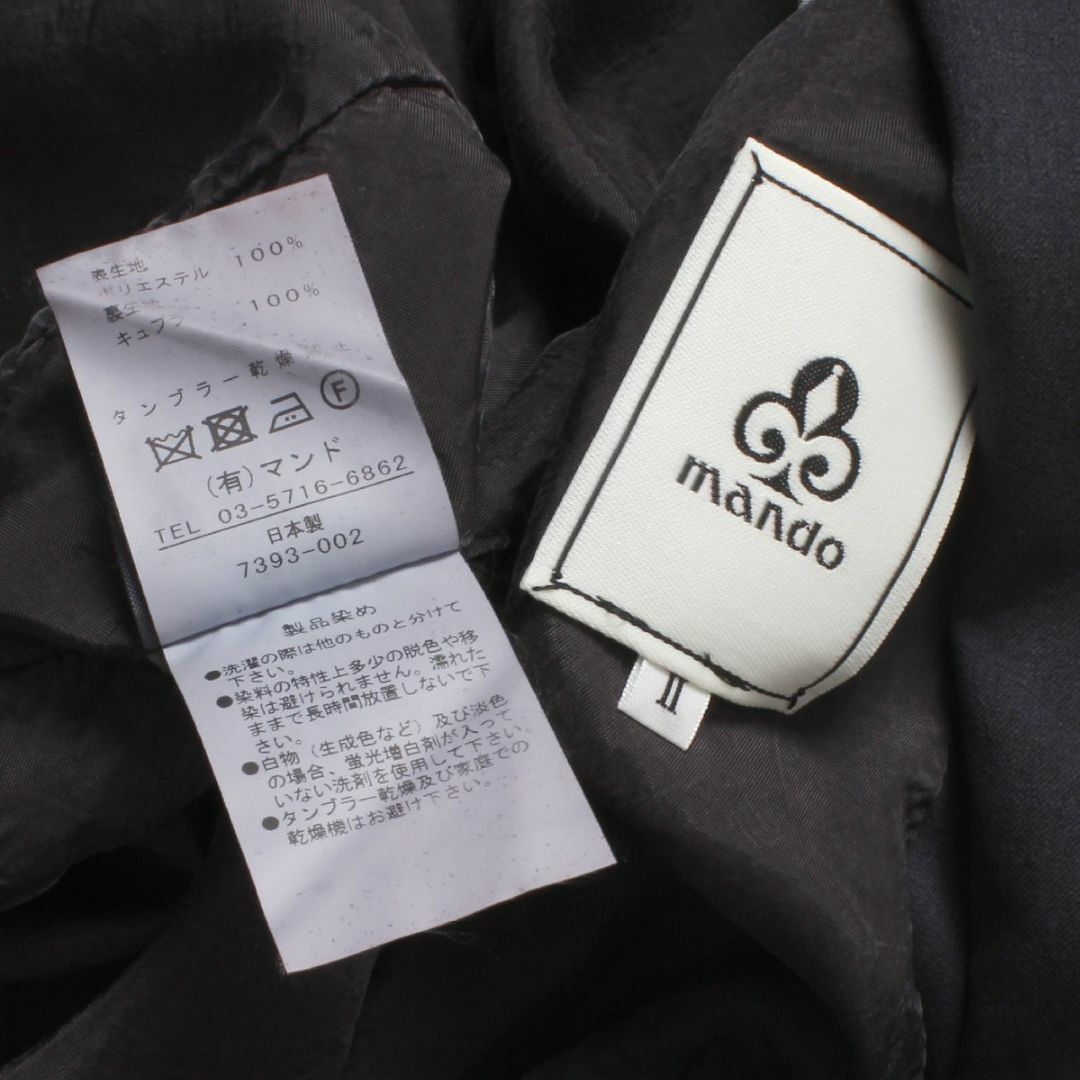 表生地
ポリエステル 100%
裏生地
キュプラ 100%
タンブラー乾燥禁止
F
(有)マンド
TEL 03-5716-6862
日本製
7393-002
製品染め
●洗濯の際は他のものと分けて
下さい。
●染料の特性上多少の脱色や移
染は避けられません。濡れた
ままで長時間放置しないで下
さい。
●白物(生成色など)及び淡色
の場合、蛍光増白剤が入って
いない洗剤を使用して下さい。
●タンブラー乾燥及び家庭での
乾燥機はお避け下さい。
mando
II